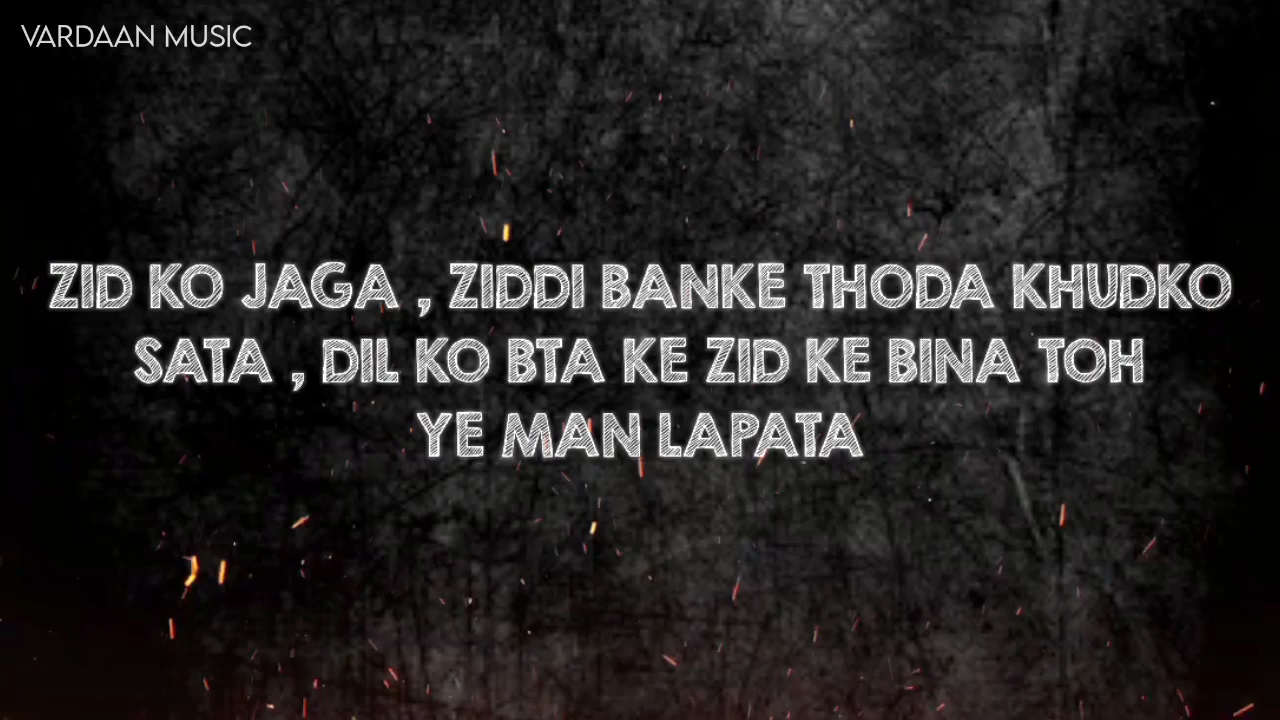 VARDAAN MUSIC
ZID KO JAGA , ZIDDI BANKE THODA KHUDKO
SATA , DIL KO BTA KE ZID KE BINA TOH
YE MAN LAPATA